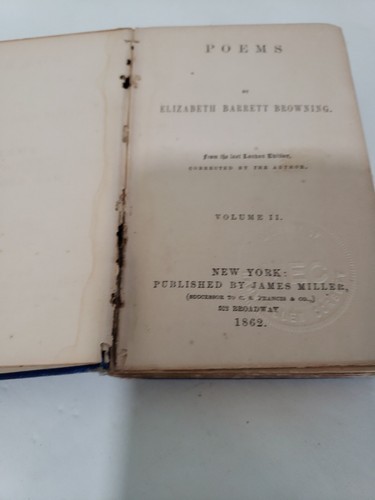 POEMS
BY
ELIZABETH BARRETT BROWNING.
From the last London Edition,
CORRECTED BY THE AUTHOR.
VOLUME II.
NEW YORK:
PUBLISHED BY JAMES MILLER,
(SUCCESSOR TO C. S. FRANCIS & CO.,)
522 BROADWAY.
1862.